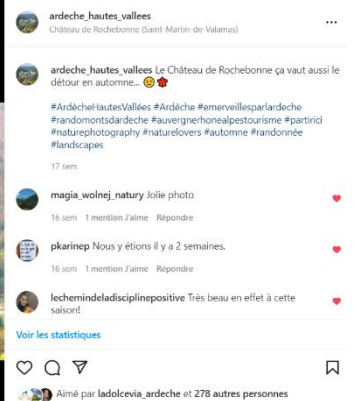 ardeche_hautes_vallees
Château de Rochebonne (Saint-Martin-de-Valamas)
ardeche_hautes_vallees Le Château de Rochebonne ça vaut aussi le
détour en automne... 😉🍁
#ArdècheHautesVallées #Ardèche #emerveillesparlardeche
#randomontsdardeche #auvergnerhonealpestourisme #partirici
#naturephotography #naturelovers #automne #randonnée
#landscapes
17 sem
magia_wolnej_natury Jolie photo
16 sem 1 mention J'aime Répondre
pkarinep Nous y étions il y a 2 semaines.
16 sem 1 mention J'aime Répondre
lechemindeladisciplinepositive Très beau en effet à cette
saison!
Voir les statistiques
Aimé par ladolcevia_ardeche et 278 autres personnes